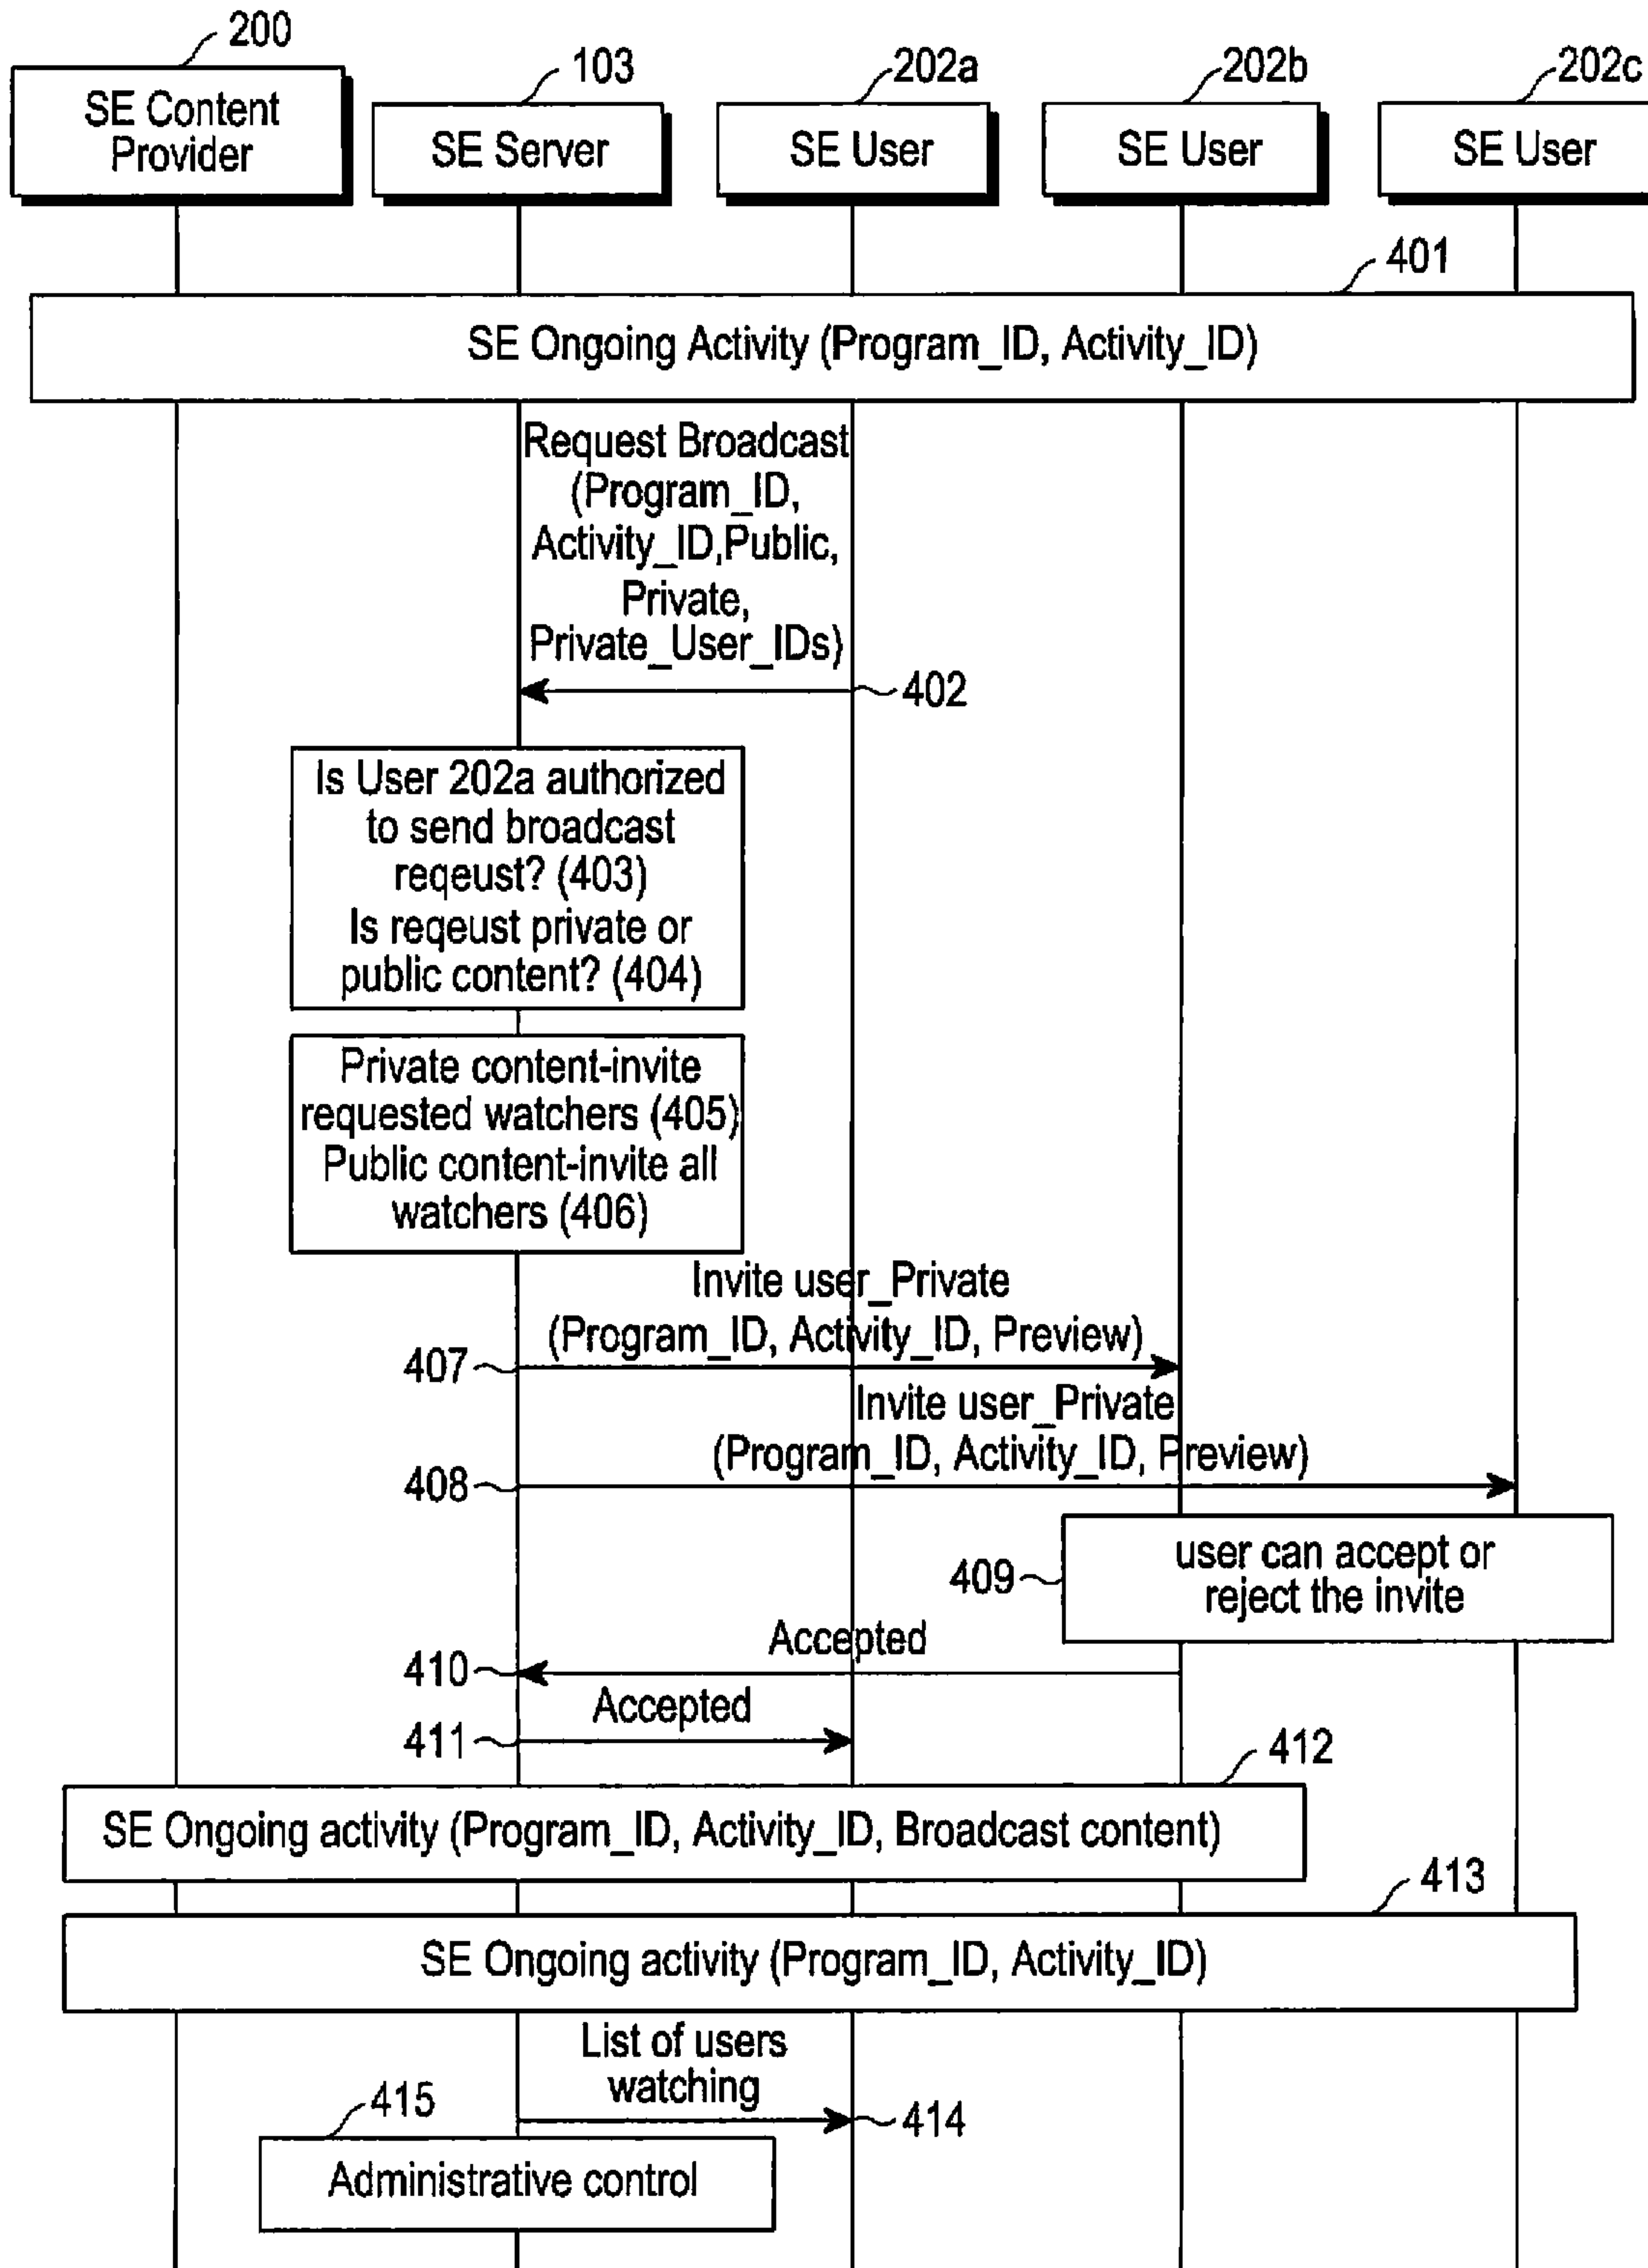 200
103
202a
202b
202c
SE Content
Provider
SE Server
SE User
SE User
SE User
401
SE Ongoing Activity (Program_ID, Activity_ID)
Request Broadcast
(Program_ID,
Activity_ID,Public,
Private,
Private_User_IDs)
402
Is User 202a authorized
to send broadcast
reqeust? (403)
Is reqeust private or
public content? (404)
Private content-invite
requested watchers (405)
Public content-invite all
watchers (406)
Invite user_Private
(Program_ID, Activity_ID, Preview)
407
Invite user_Private
(Program_ID, Activity_ID, Preview)
408
user can accept or
reject the invite
409
Accepted
410
Accepted
411
412
SE Ongoing activity (Program_ID, Activity_ID, Broadcast content)
413
SE Ongoing activity (Program_ID, Activity_ID)
List of users
watching
414
415
Administrative control